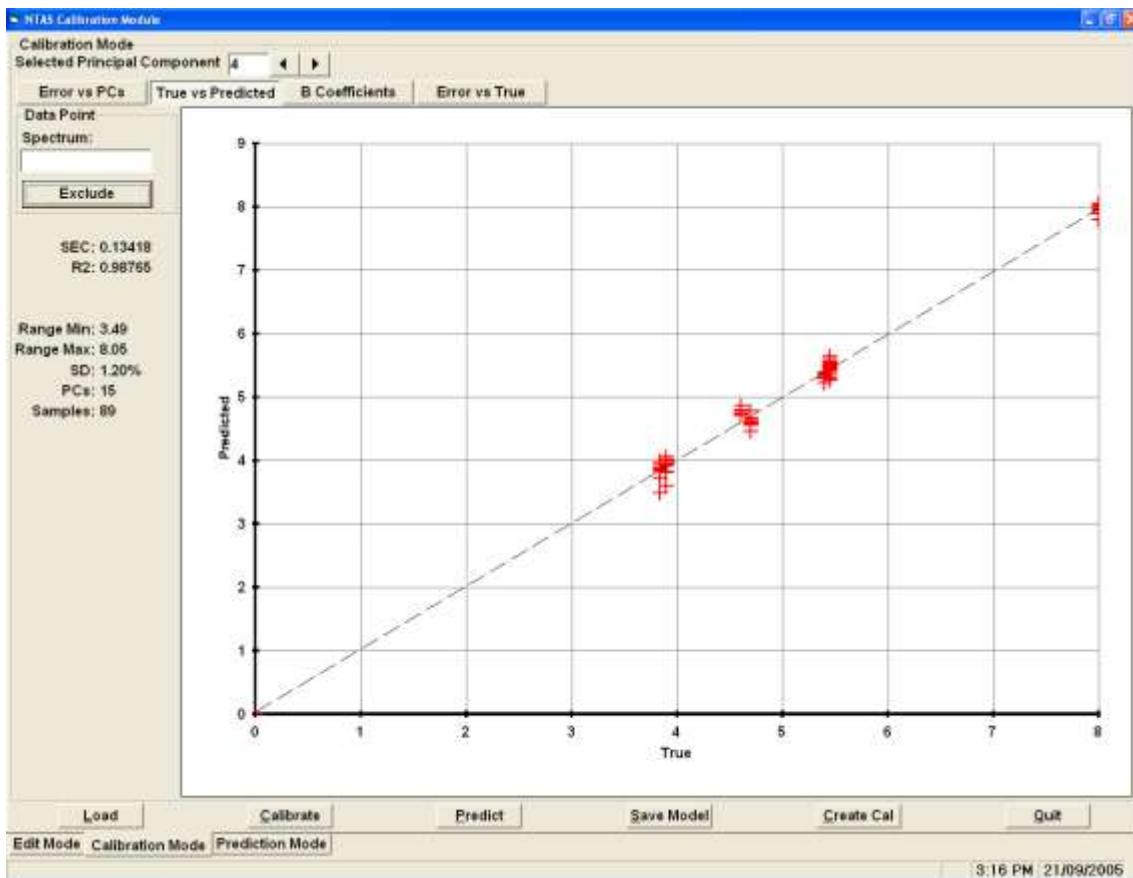 NTAS Calibration Module
Calibration Mode
Selected Principal Component 4
Error vs PCs True vs Predicted B Coefficients Error vs True
Data Point
Spectrum:
Exclude
SEC: 0.13418
R2: 0.98765
Range Min: 3.49
Range Max: 8.05
SD: 1.20%
PCs: 15
Samples: 89
9
8
7
6
5
4
3
2
1
0
Predicted
0 1 2 3 4 5 6 7 8
True
Load Calibrate Predict Save Model Create Cal Quit
Edit Mode Calibration Mode Prediction Mode
3:16 PM 21/09/2005